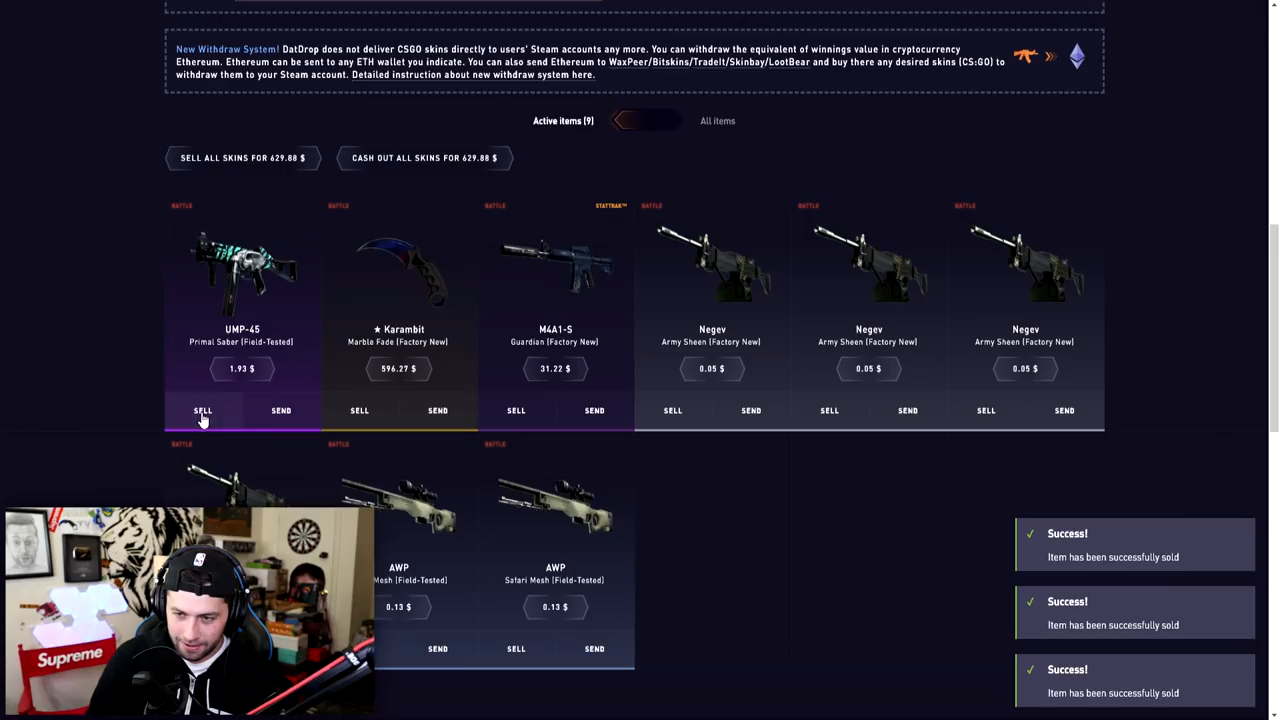 New Withdraw System! DatDrop does not deliver CSGO skins directly to users' Steam accounts any more. You can withdraw the equivalent of winnings value in cryptocurrency
Ethereum. Ethereum can be sent to any ETH wallet you indicate. You can also send Ethereum to WaxPeer/Bitskins/TradeIt/Skinbay/LootBear and buy there any desired skins (CS:GO) to
withdraw them to your Steam account. Detailed instruction about new withdraw system here.
Active items (9)
All items
SELL ALL SKINS FOR 629.88 $
CASH OUT ALL SKINS FOR 629.88 $
BATTLE
BATTLE
BATTLE
STATTRAK™
BATTLE
BATTLE
BATTLE
UMP-45
★ Karambit
M4A1-S
Negev
Negev
Negev
Primal Saber (Field-Tested)
Marble Fade (Factory New)
Guardian (Factory New)
Army Sheen (Factory New)
Army Sheen (Factory New)
Army Sheen (Factory New)
1.93 $
596.27 $
31.22 $
0.05 $
0.05 $
0.05 $
SELL
SEND
SELL
SEND
SELL
SEND
SELL
SEND
SELL
SEND
SELL
SEND
BATTLE
BATTLE
BATTLE
AWP
AWP
Mesh (Field-Tested)
Safari Mesh (Field-Tested)
0.13 $
0.13 $
SEND
SELL
SEND
Success!
Item has been successfully sold
Success!
Item has been successfully sold
Success!
Item has been successfully sold
Supreme